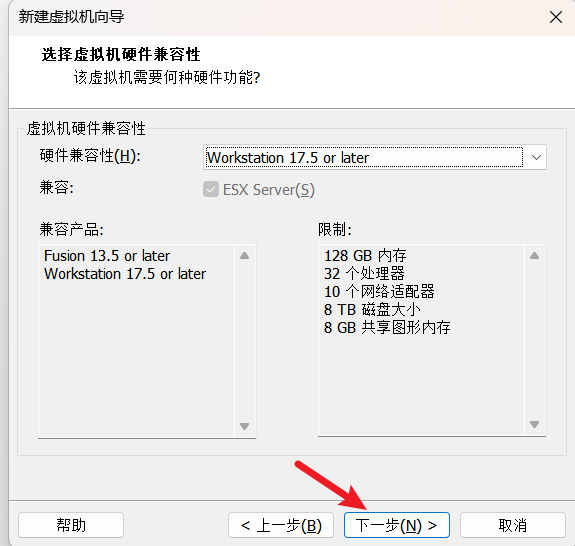 新建虚拟机向导
选择虚拟机硬件兼容性
该虚拟机需要何种硬件功能?
虚拟机硬件兼容性
硬件兼容性(H):
Workstation 17.5 or later
兼容:
ESX Server(S)
兼容产品:
Fusion 13.5 or later
Workstation 17.5 or later
限制:
128 GB 内存
32 个处理器
10 个网络适配器
8 TB 磁盘大小
8 GB 共享图形内存
帮助
< 上一步(B)
下一步(N) >
取消